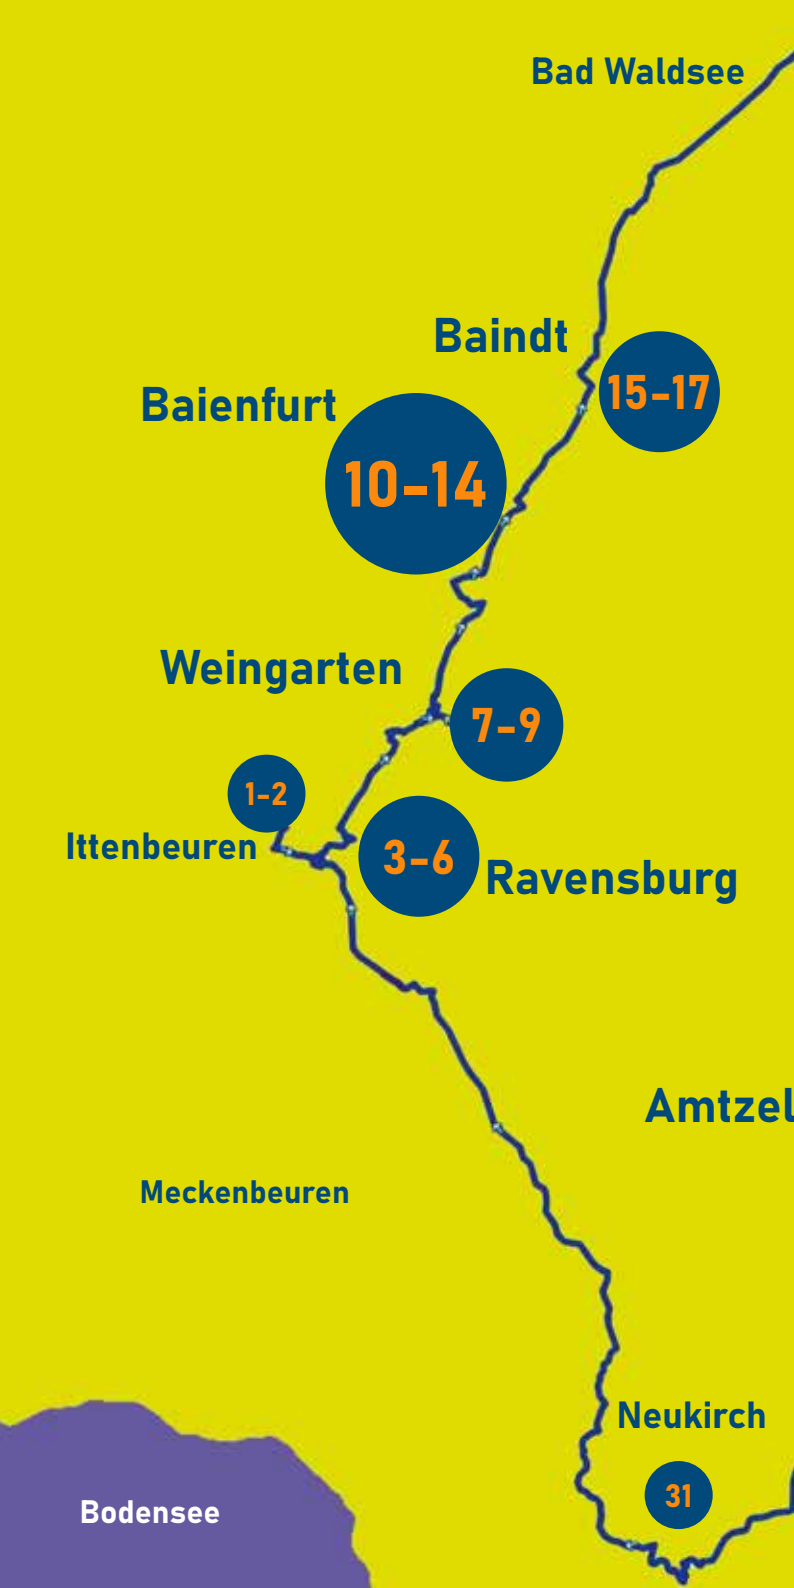 Bad Waldsee
Baindt
15-17
Baienfurt
10-14
Weingarten
7-9
1-2
Ittenbeuren
3-6
Ravensburg
Amtzel
Meckenbeuren
Neukirch
31
Bodensee